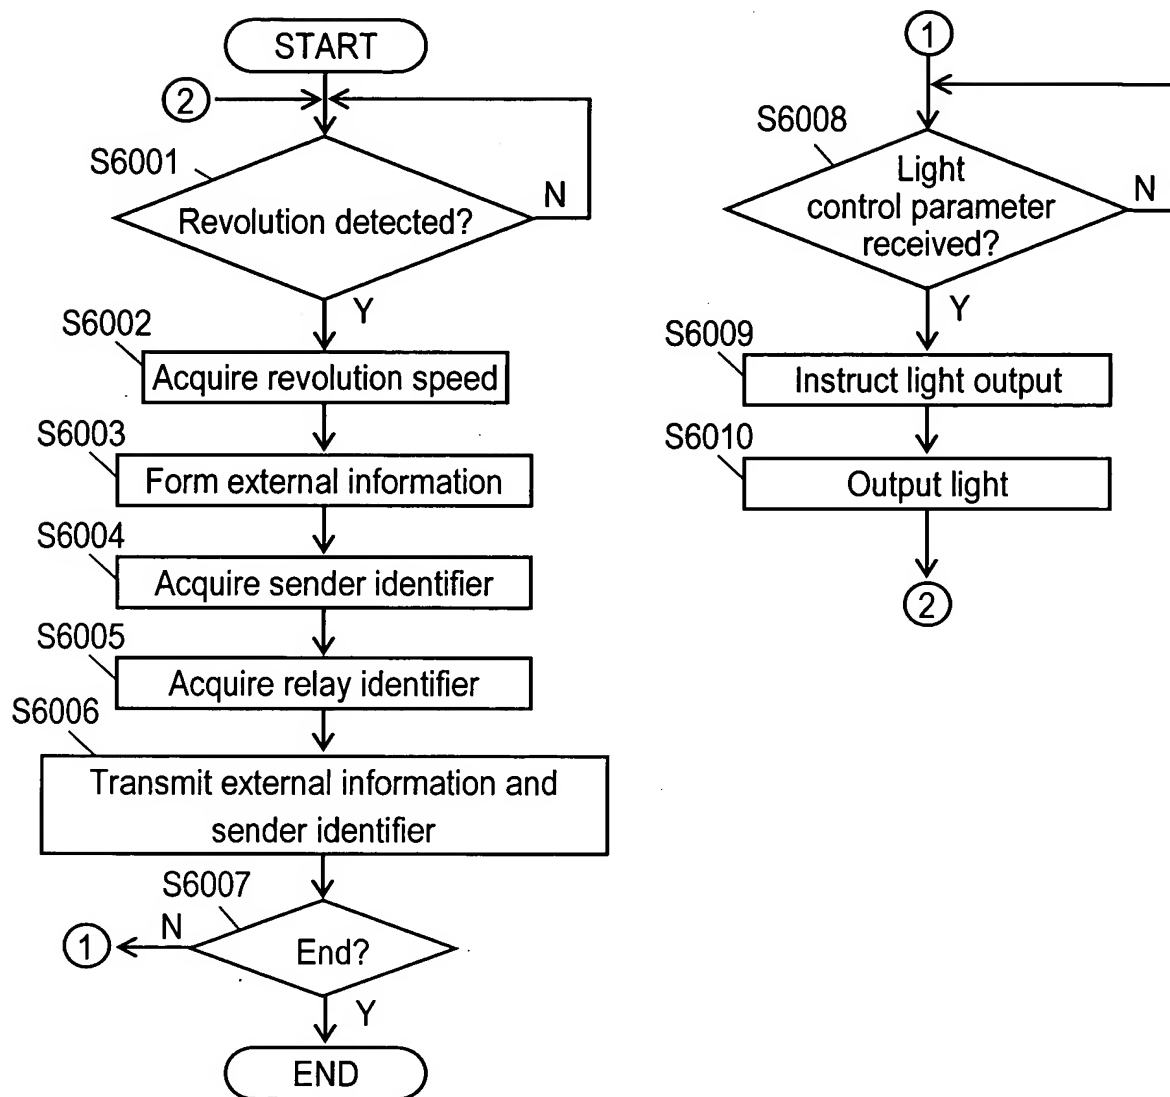 START
2
S6001
Revolution detected?
N
Y
S6002
Acquire revolution speed
S6003
Form external information
S6004
Acquire sender identifier
S6005
Acquire relay identifier
S6006
Transmit external information and
sender identifier
S6007
N
1
End?
Y
END
1
S6008
Light
control parameter
received?
N
Y
S6009
Instruct light output
S6010
Output light
2